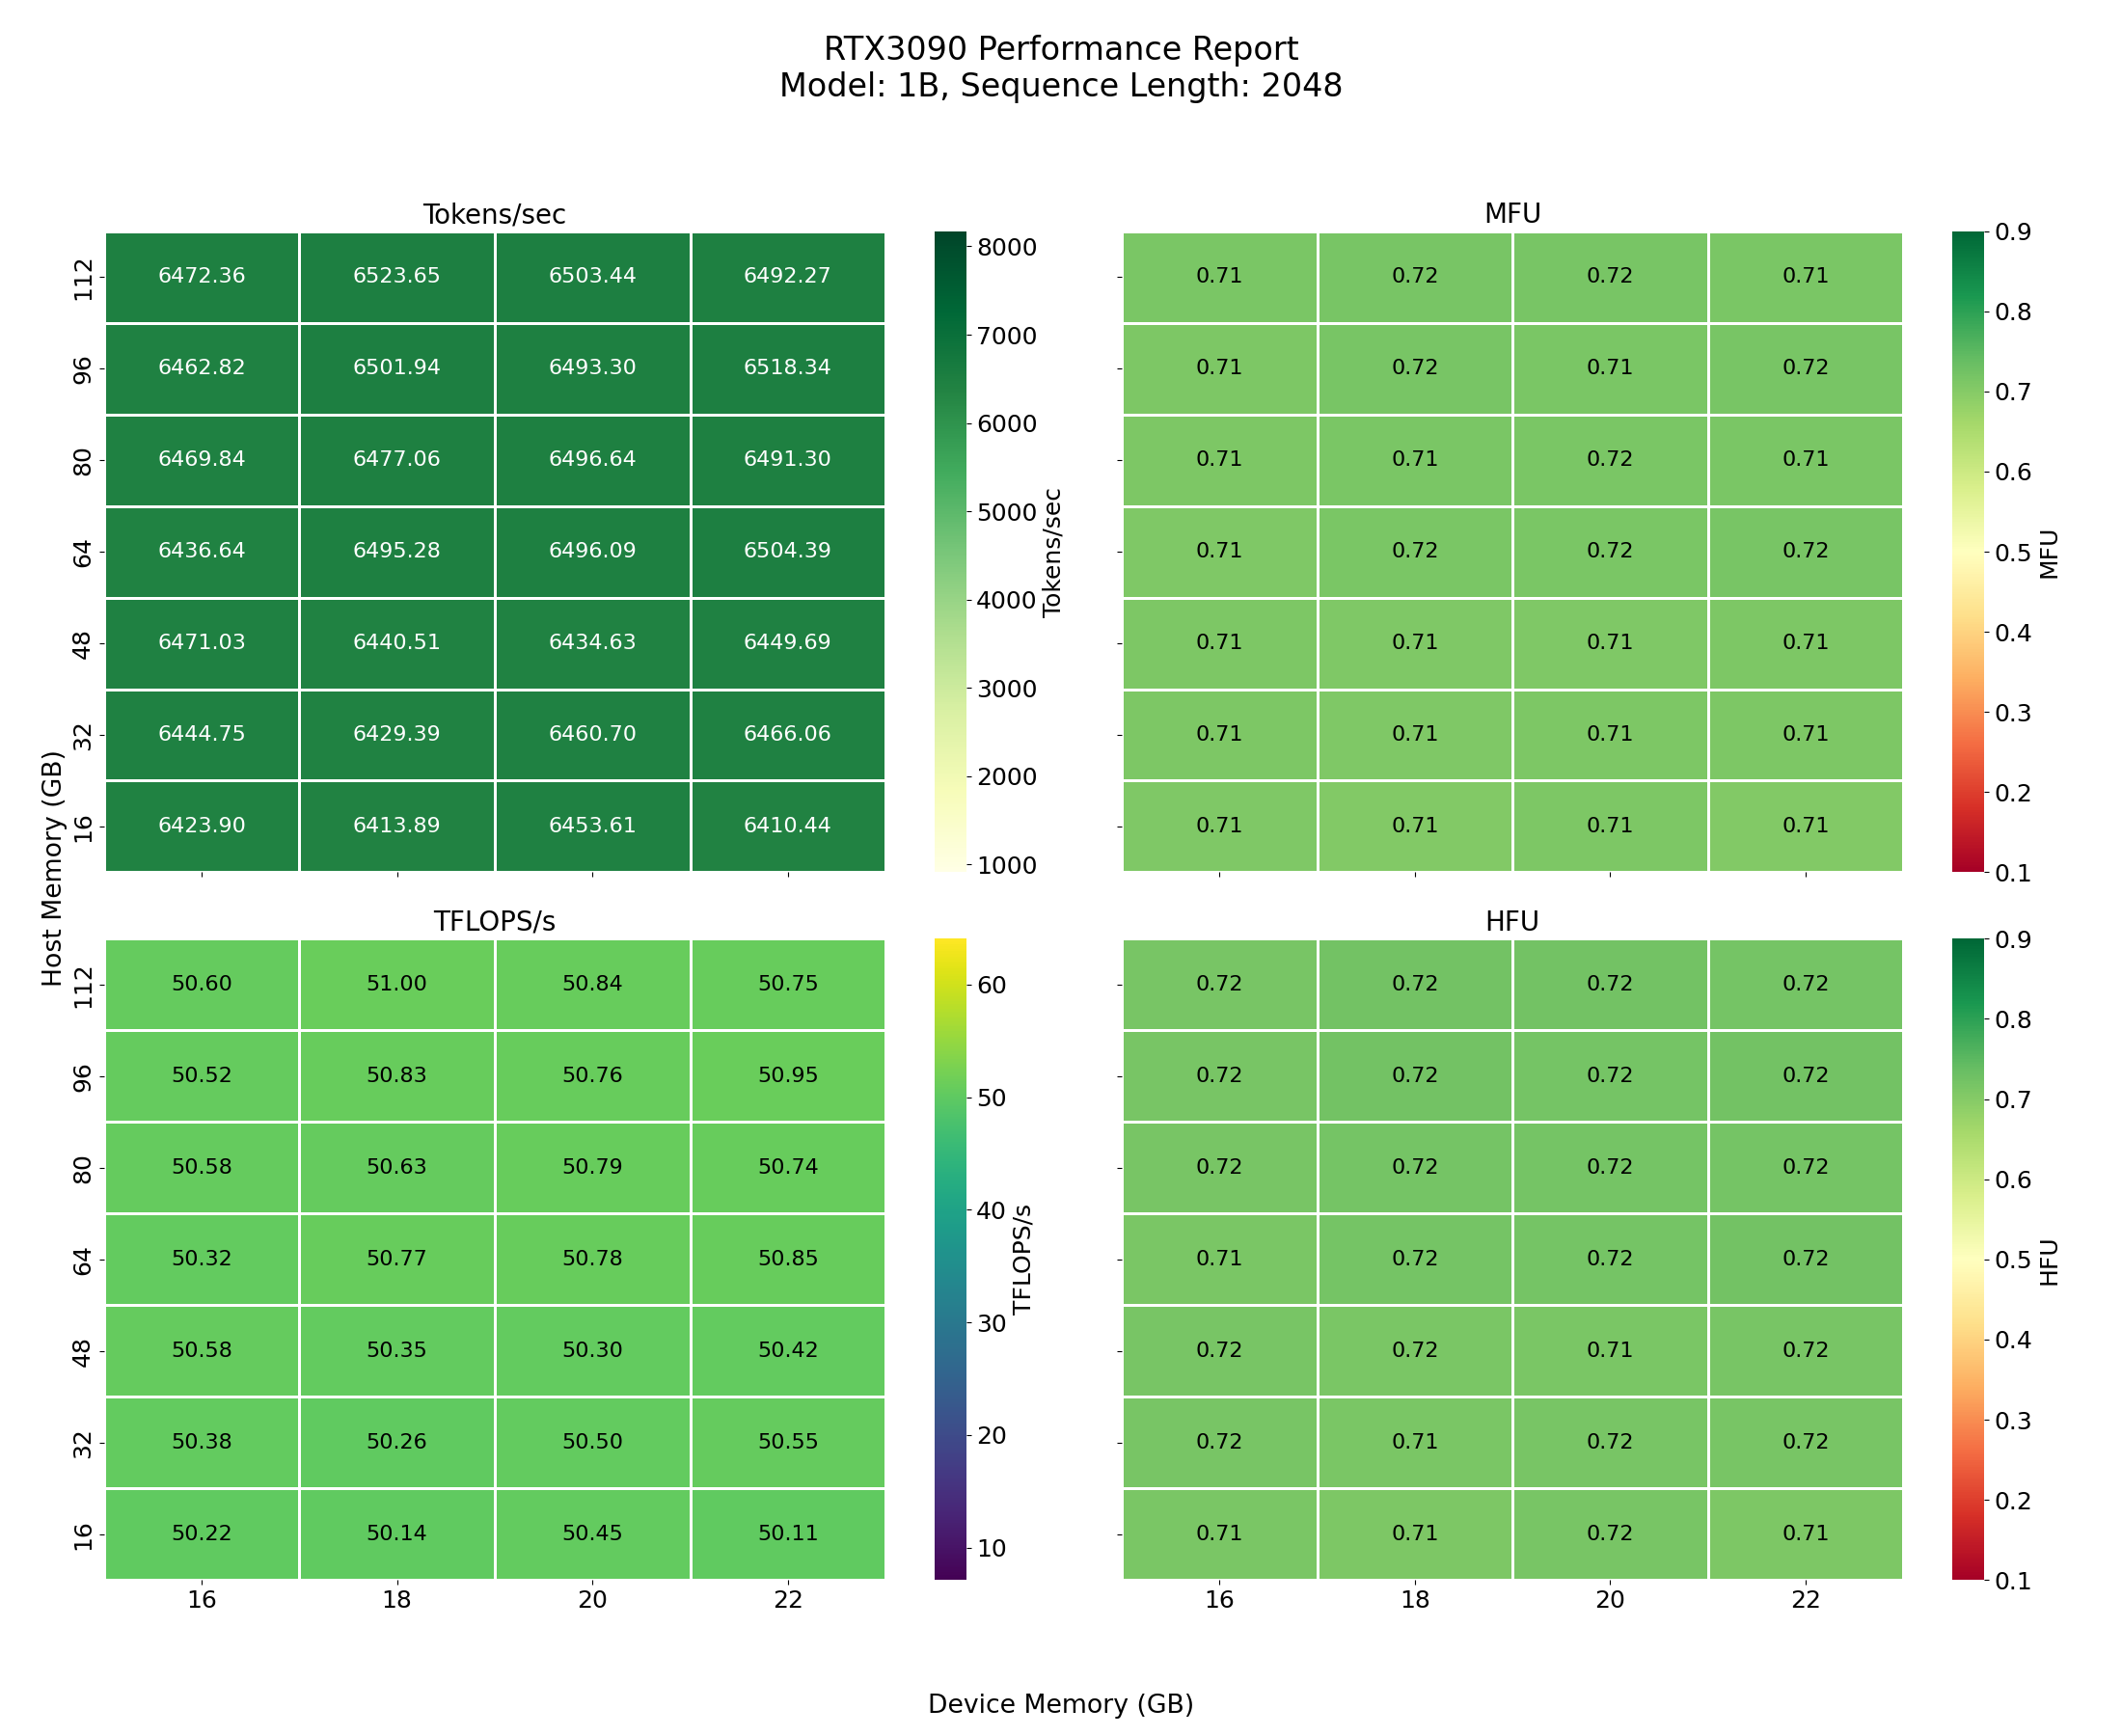 RTX3090 Performance Report
Model: 1B, Sequence Length: 2048
Tokens/sec
112 6472.36 6523.65 6503.44 6492.27
96 6462.82 6501.94 6493.30 6518.34
80 6469.84 6477.06 6496.64 6491.30
64 6436.64 6495.28 6496.09 6504.39
48 6471.03 6440.51 6434.63 6449.69
32 6444.75 6429.39 6460.70 6466.06
16 6423.90 6413.89 6453.61 6410.44
8000
7000
6000
5000
4000
3000
2000
1000
Tokens/sec
MFU
0.71 0.72 0.72 0.71
0.71 0.72 0.71 0.72
0.71 0.71 0.72 0.71
0.71 0.72 0.72 0.72
0.71 0.71 0.71 0.71
0.71 0.71 0.71 0.71
0.71 0.71 0.71 0.71
0.9
0.8
0.7
0.6
0.5
0.4
0.3
0.2
0.1
MFU
Host Memory (GB)
TFLOPS/s
112 50.60 51.00 50.84 50.75
96 50.52 50.83 50.76 50.95
80 50.58 50.63 50.79 50.74
64 50.32 50.77 50.78 50.85
48 50.58 50.35 50.30 50.42
32 50.38 50.26 50.50 50.55
16 50.22 50.14 50.45 50.11
16 18 20 22
60
50
40
30
20
10
TFLOPS/s
HFU
0.72 0.72 0.72 0.72
0.72 0.72 0.72 0.72
0.72 0.72 0.72 0.72
0.71 0.72 0.72 0.72
0.72 0.72 0.71 0.72
0.72 0.71 0.72 0.72
0.71 0.71 0.72 0.71
16 18 20 22
0.9
0.8
0.7
0.6
0.5
0.4
0.3
0.2
0.1
HFU
Device Memory (GB)